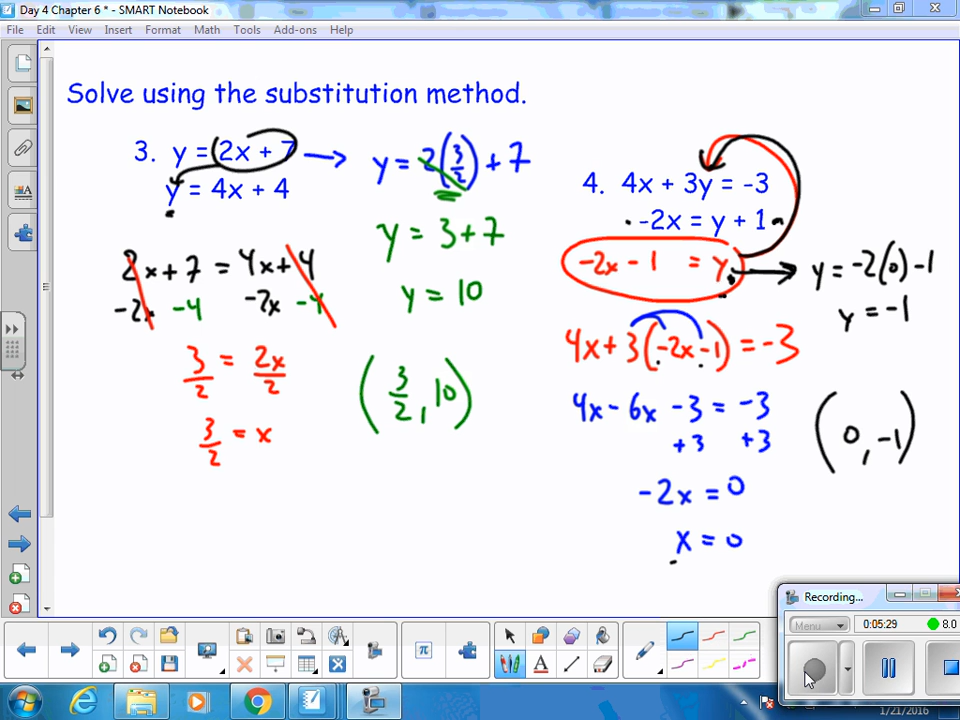 Day 4 Chapter 6 * - SMART Notebook
File Edit View Insert Format Math Tools Add-ons Help
Solve using the substitution method.
3. y = (2x + 7
y = 4x + 4
2x + 7 = 4x + 4
-2x -4 -2x -4
3/2 = 2x/2
3/2 = x
y = 2(3/2) + 7
y = 3 + 7
y = 10
(3/2, 10)
4. 4x + 3y = -3
-2x = y + 1
-2x - 1 = y
4x + 3(-2x - 1) = -3
4x - 6x - 3 = -3
+3 +3
-2x = 0
x = 0
y = -2(0) - 1
y = -1
(0, -1)
Recording...
Menu
0:05:29
8.0
π
A
1/21/2016